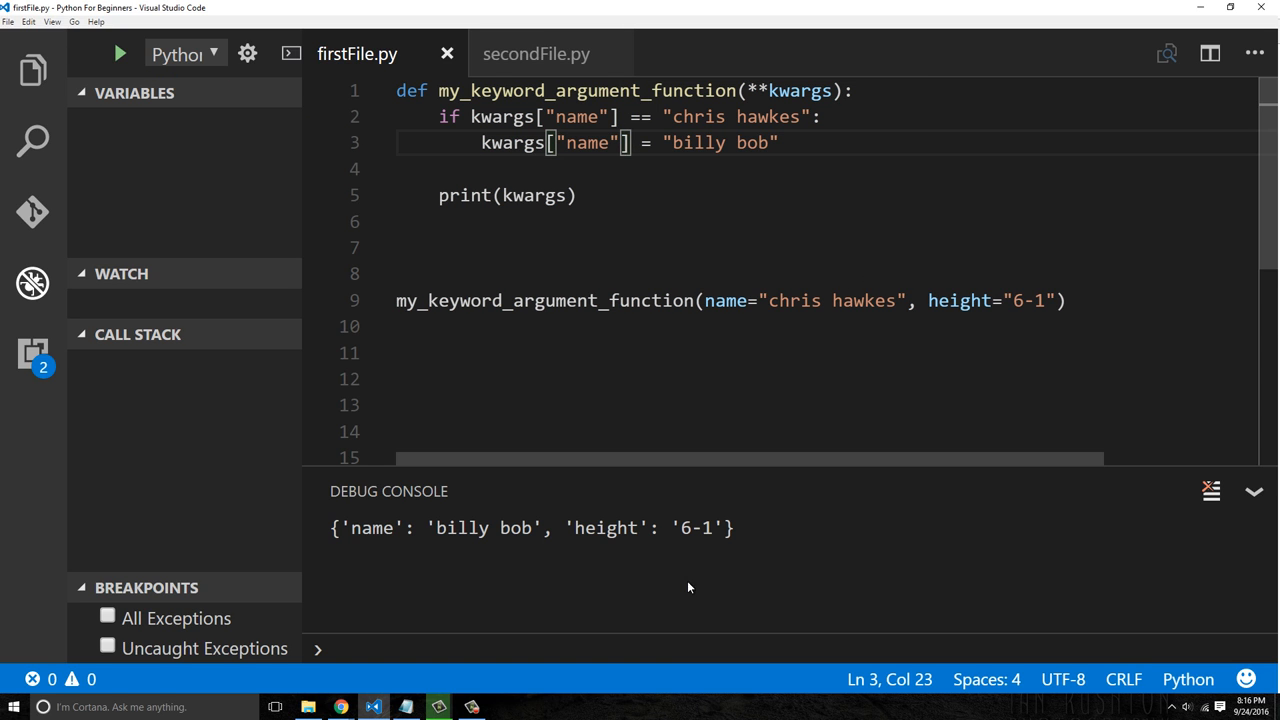 firstFile.py - Python For Beginners - Visual Studio Code
File Edit View Go Help
Python
firstFile.py
secondFile.py
VARIABLES
WATCH
CALL STACK
2
BREAKPOINTS
All Exceptions
Uncaught Exceptions
1 def my_keyword_argument_function(**kwargs):
2 if kwargs["name"] == "chris hawkes":
3 kwargs["name"] = "billy bob"
4
5 print(kwargs)
6
7
8
9 my_keyword_argument_function(name="chris hawkes", height="6-1")
10
11
12
13
14
15
DEBUG CONSOLE
{'name': 'billy bob', 'height': '6-1'}
0 0
Ln 3, Col 23 Spaces: 4 UTF-8 CRLF Python
I'm Cortana. Ask me anything.
8:16 PM
9/24/2016